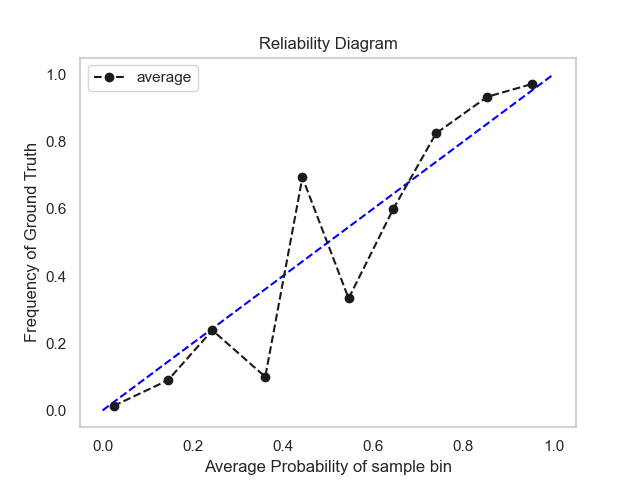 Reliability Diagram
average
1.0
0.8
0.6
0.4
0.2
0.0
Frequency of Ground Truth
0.0 0.2 0.4 0.6 0.8 1.0
Average Probability of sample bin